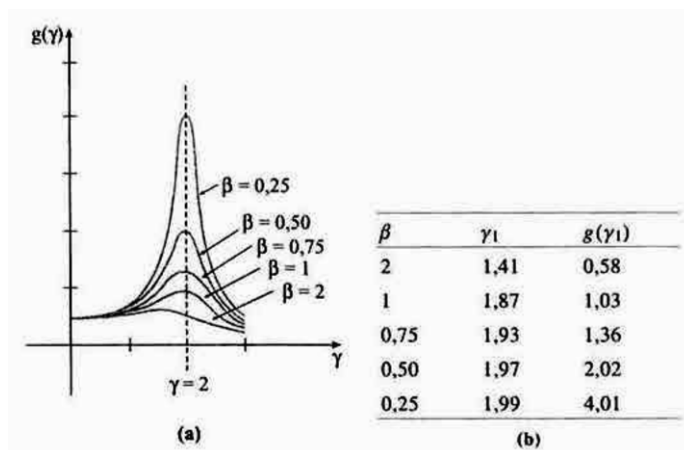 g(γ)
β = 0,25
β = 0,50
β = 0,75
β = 1
β = 2
γ
γ = 2
(a)
β γ1 g(γ1)
2 1,41 0,58
1 1,87 1,03
0,75 1,93 1,36
0,50 1,97 2,02
0,25 1,99 4,01
(b)